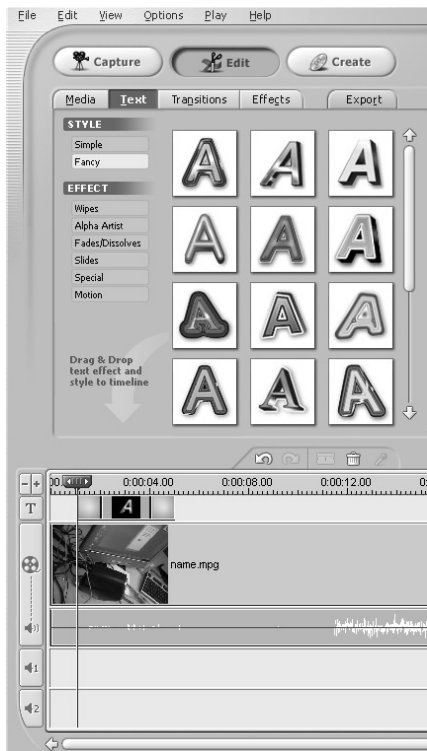 File Edit View Options Play Help
Capture Edit Create
Media Text Transitions Effects Export
STYLE
Simple
Fancy
EFFECT
Wipes
Alpha Artist
Fades/Dissolves
Slides
Special
Motion
Drag & Drop
text effect and
style to timeline
A A A
A A A
A A A
A A A
- + 00. 0:00:04.00 0:00:08.00 0:00:12.00 0:
T A
name.mpg
1
2